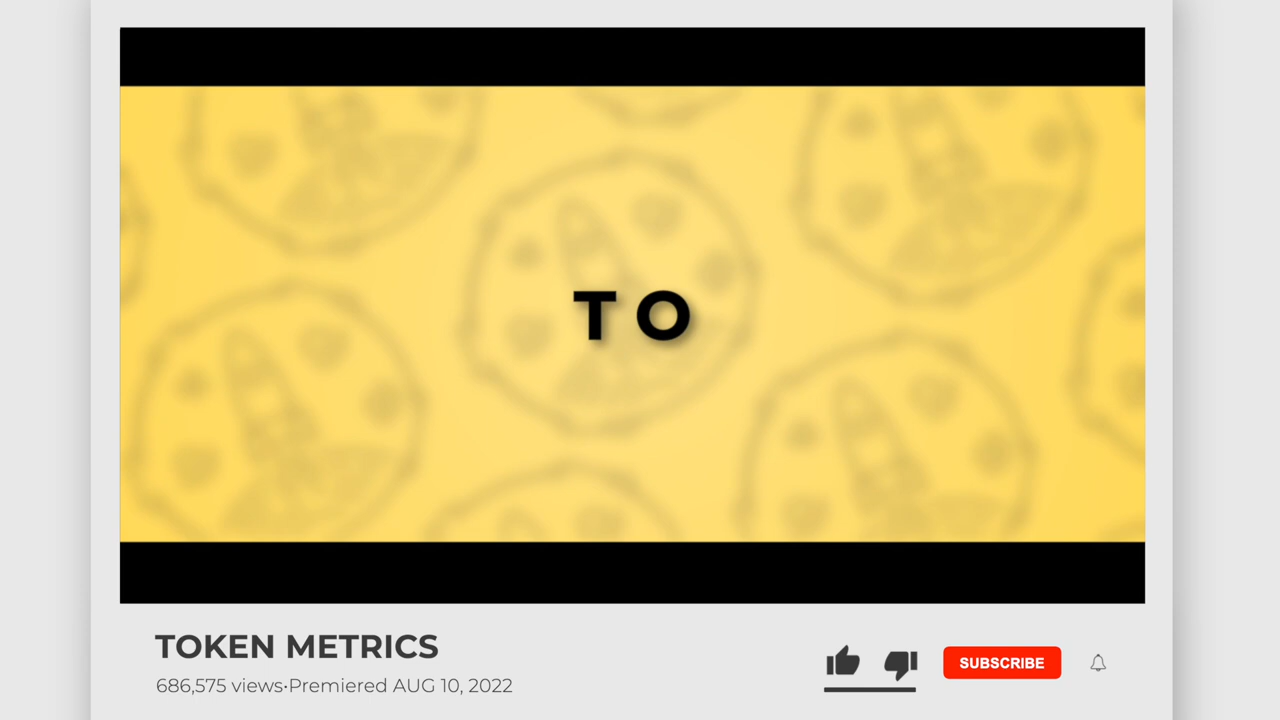 TO
TOKEN METRICS
686,575 views•Premiered AUG 10, 2022
SUBSCRIBE